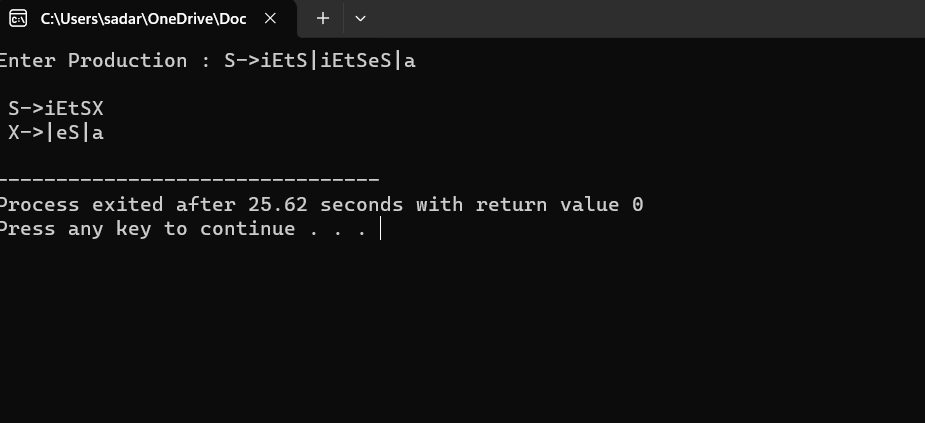 C:\Users\sadar\OneDrive\Doc
Enter Production : S->iEtS|iEtSeS|a
S->iEtSX
X->|eS|a
--------------------------------
Process exited after 25.62 seconds with return value 0
Press any key to continue . . .